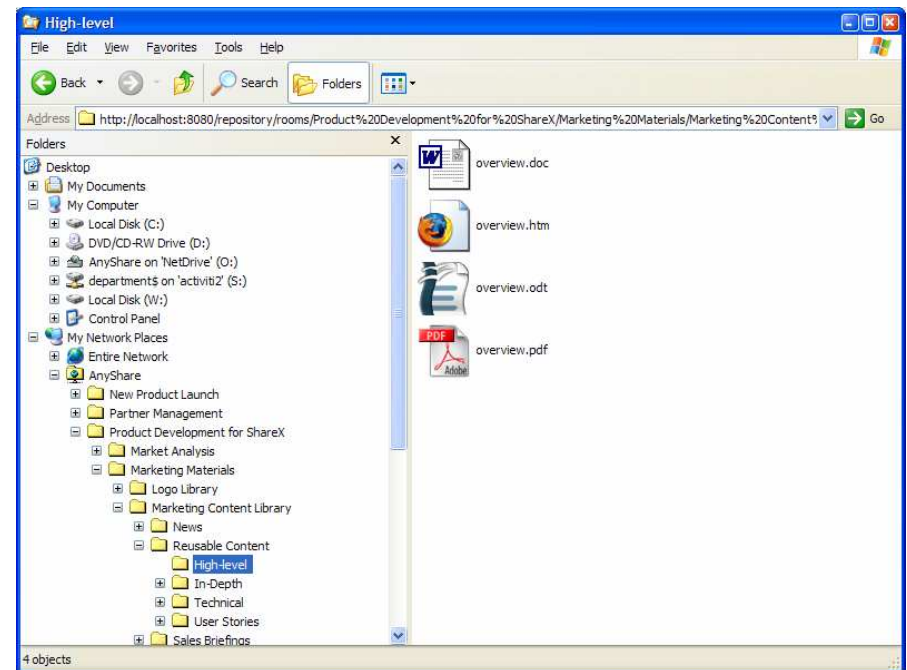 High-level
File Edit View Favorites Tools Help
Back Search Folders
Address http://localhost:8080/repository/rooms/Product%20Development%20for%20ShareX/Marketing%20Materials/Marketing%20Content%
Go
Folders x
Desktop
My Documents
My Computer
Local Disk (C:)
DVD/CD-RW Drive (D:)
AnyShare on 'NetDrive' (O:)
department$ on 'activiti2' (S:)
Local Disk (W:)
Control Panel
My Network Places
Entire Network
AnyShare
New Product Launch
Partner Management
Product Development for ShareX
Market Analysis
Marketing Materials
Logo Library
Marketing Content Library
News
Reusable Content
High-level
In-Depth
Technical
User Stories
Sales Briefings
W
overview.doc
overview.htm
overview.odt
PDF
Adobe
overview.pdf
4 objects